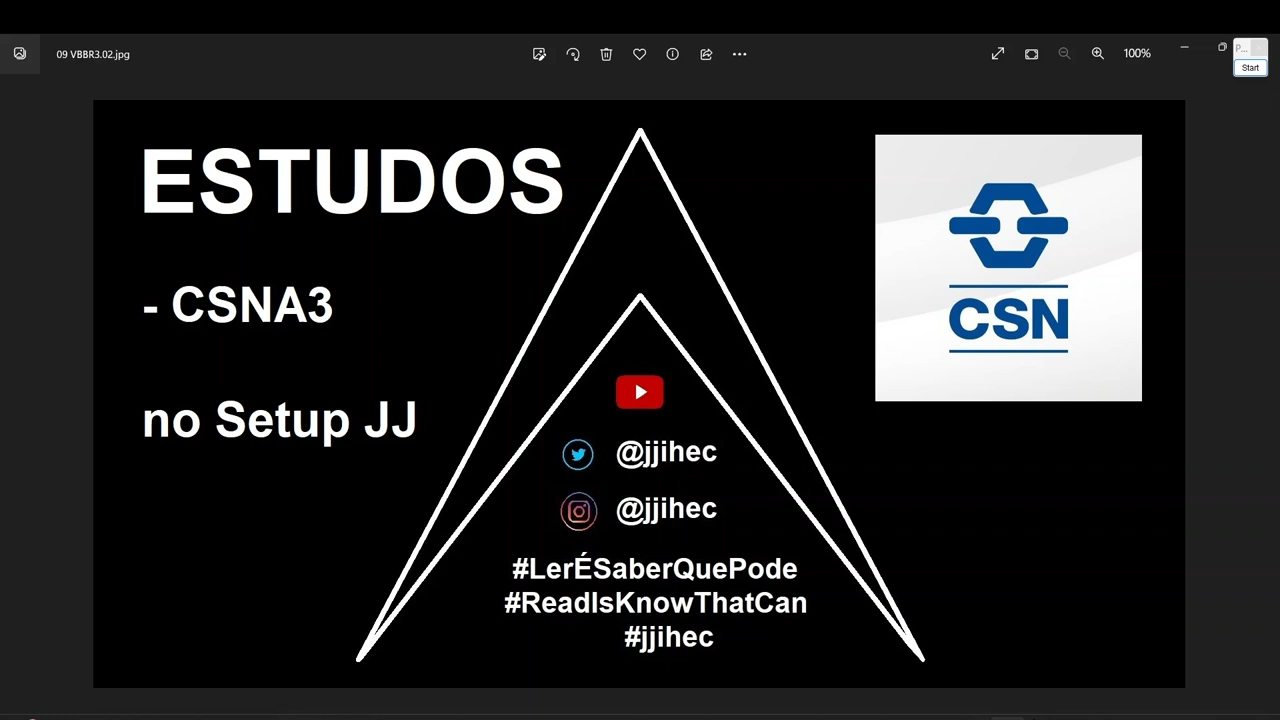 09 VBBR3.02.jpg
100%
P...
Start
ESTUDOS
- CSNA3
no Setup JJ
CSN
@jjihec
@jjihec
#LerÉSaberQuePode
#ReadIsKnowThatCan
#jjihec